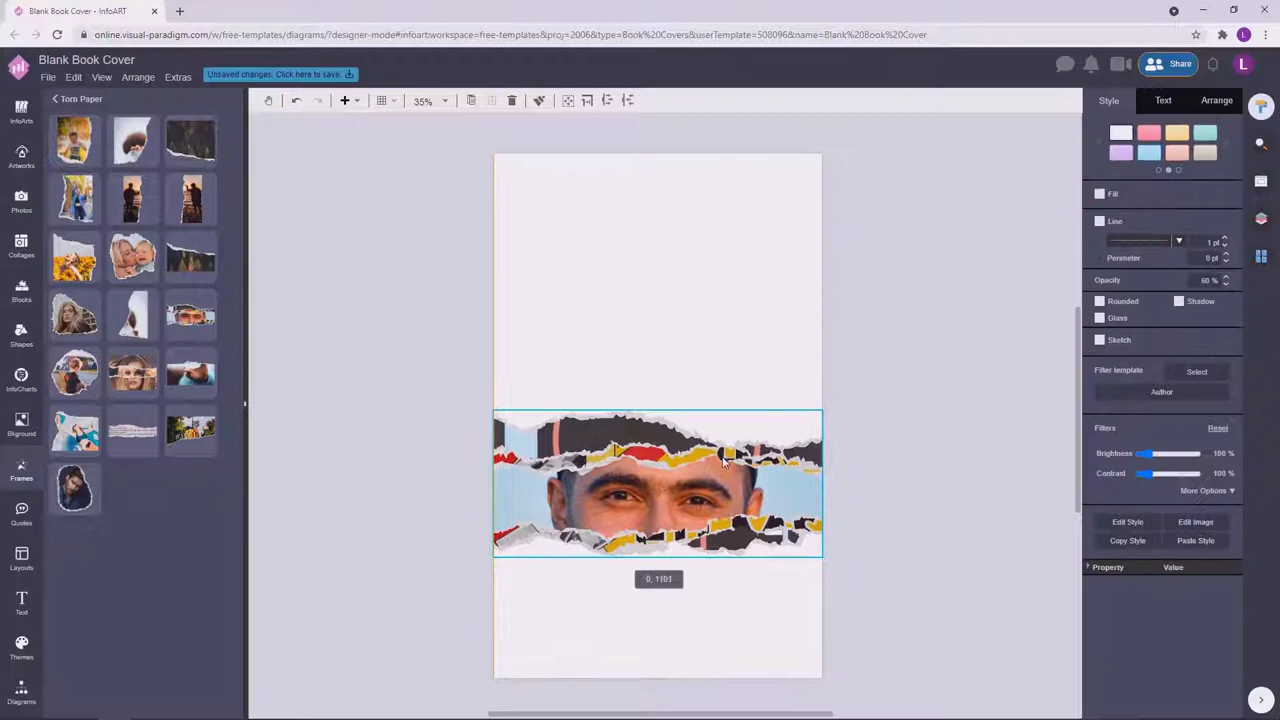 Blank Book Cover - InfoART
online.visual-paradigm.com/w/free-templates/diagrams/?designer-mode#infoart:workspace=free-templates&proj=2006&type=Book%20Covers&userTemplate=508096&name=Blank%20Book%20Cover
L
Blank Book Cover
File Edit View Arrange Extras
Unsaved changes. Click here to save.
Share
L
InfoArts
Artworks
Photos
Collages
Blocks
Shapes
InfoCharts
Bkground
Frames
Quotes
Layouts
Text
Themes
Diagrams
Torn Paper
35%
0, 1101
Style Text Arrange
Fill
Line
1 pt
Perimeter 0 pt
Opacity 60 %
Rounded Shadow
Glass
Sketch
Filter template Select
Author
Filters Reset
Brightness 100 %
Contrast 100 %
More Options ▾
Edit Style Edit Image
Copy Style Paste Style
Property Value